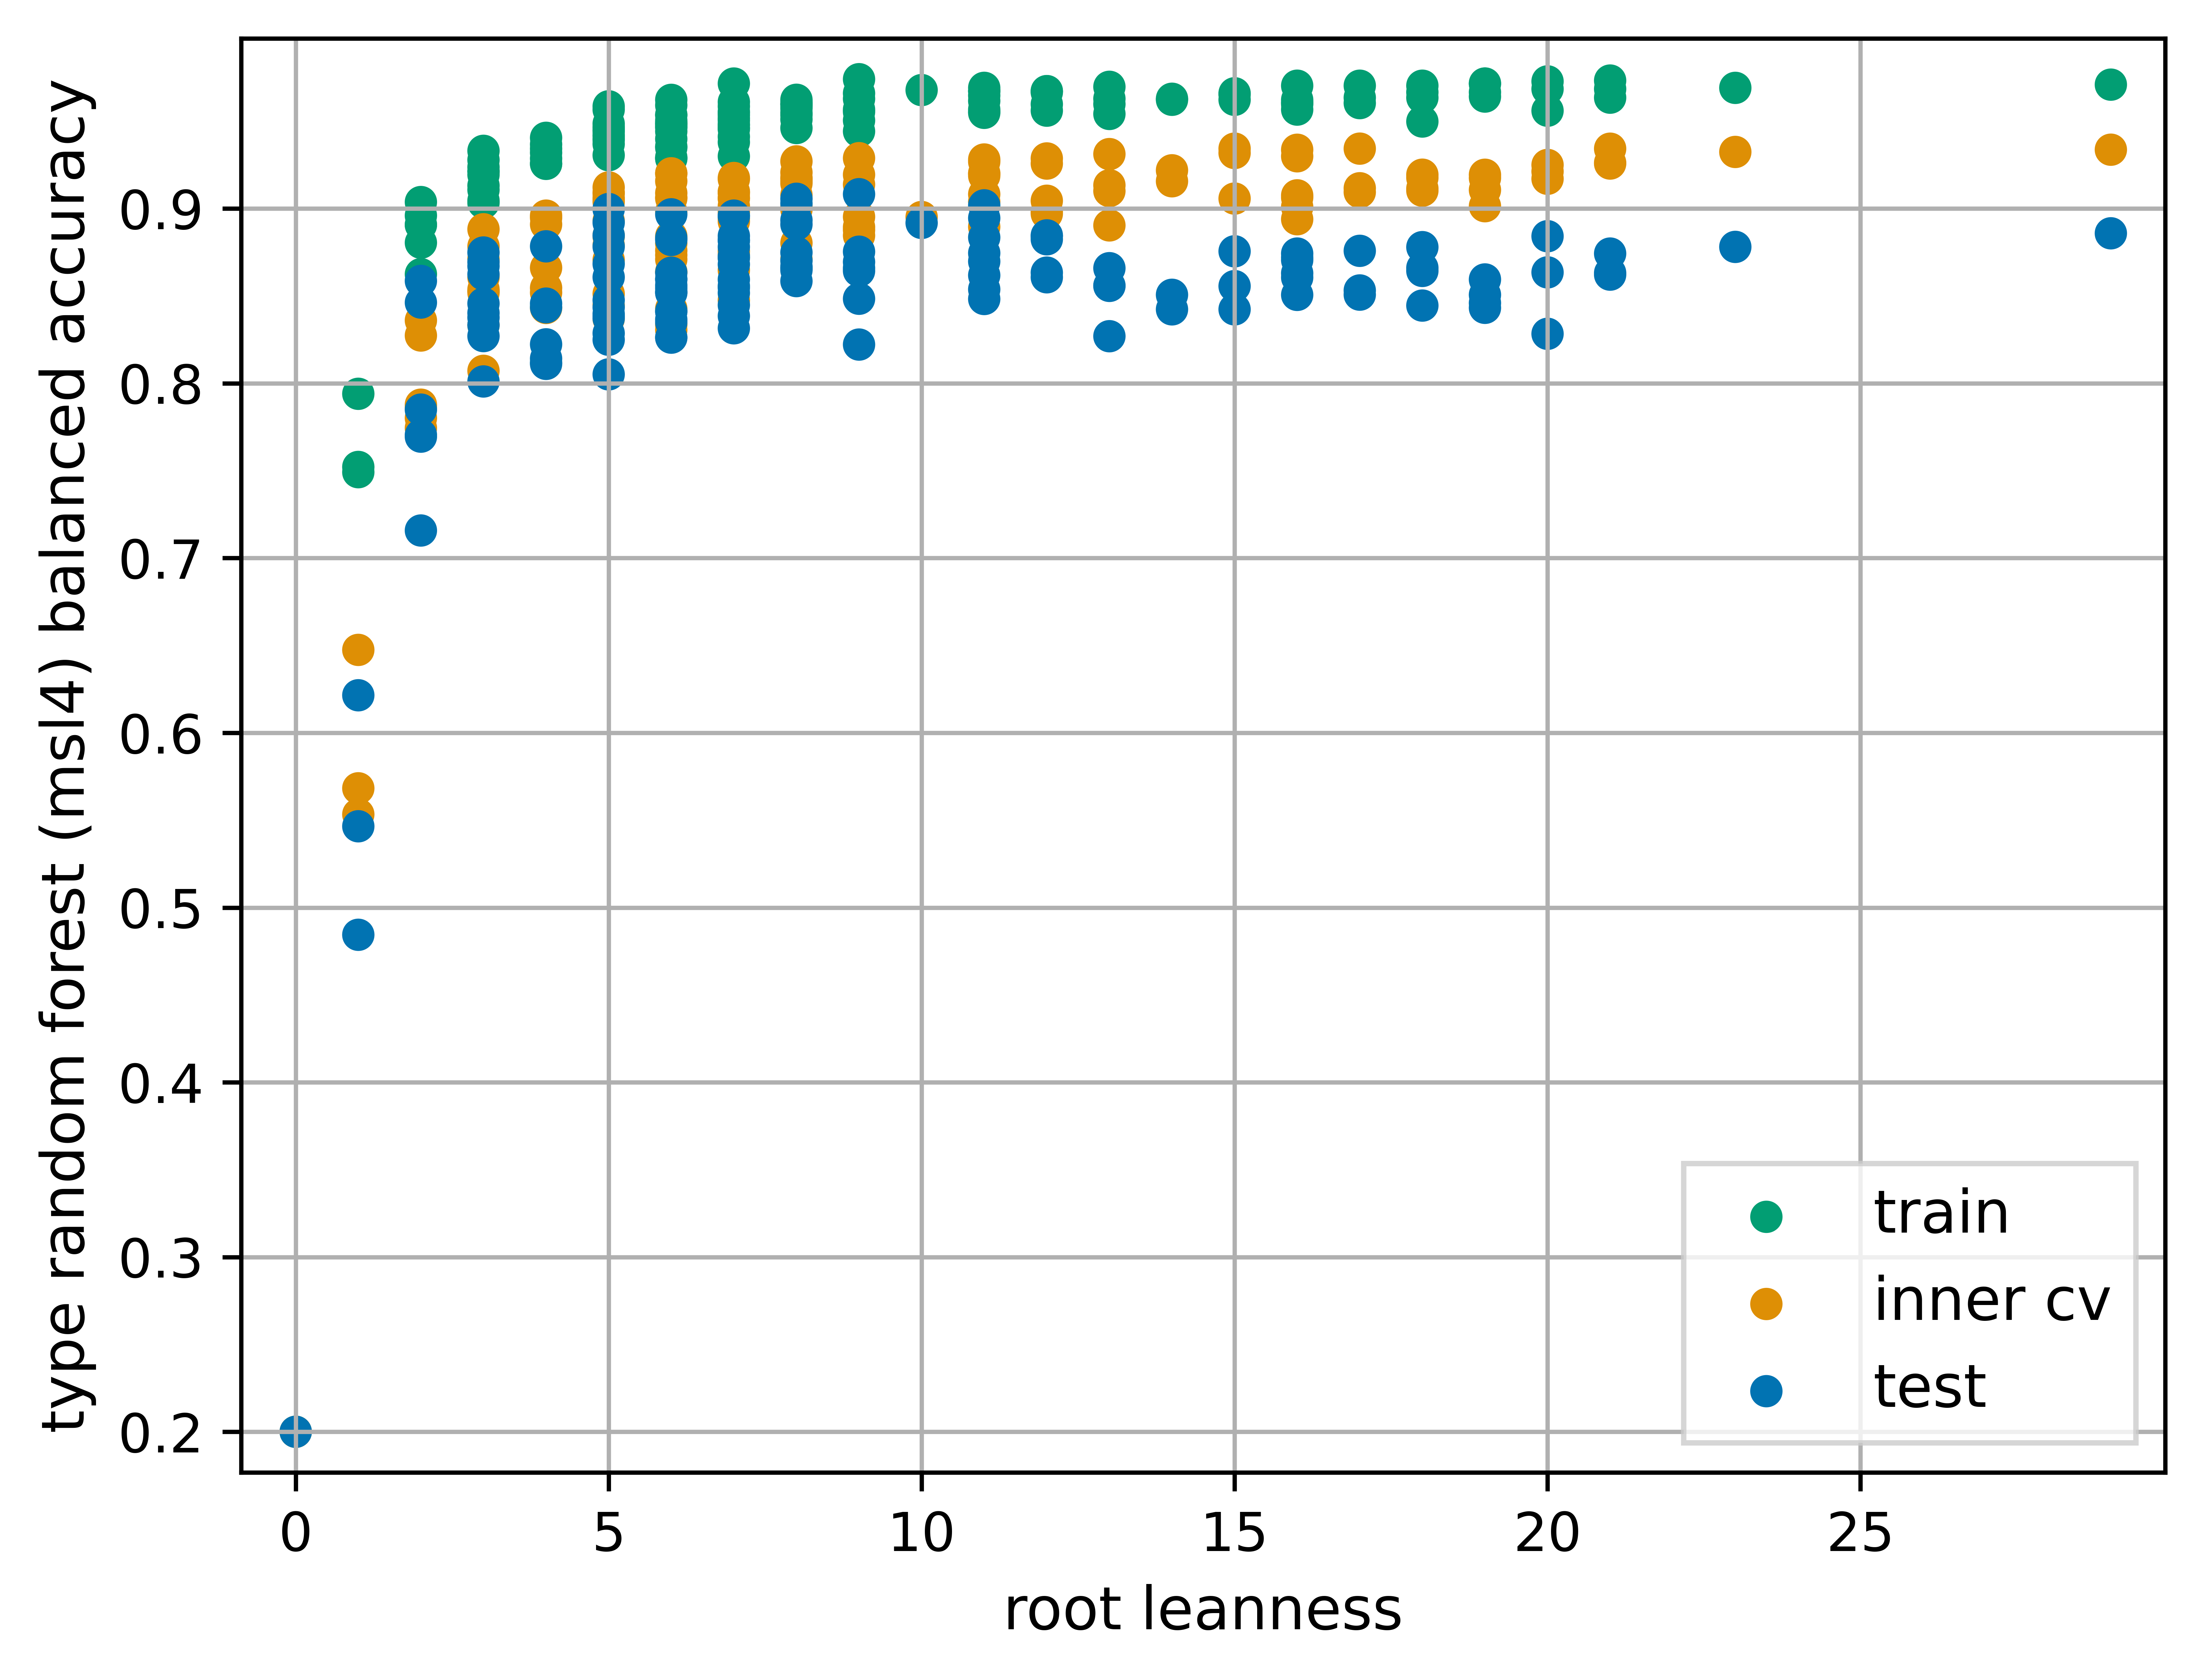 type random forest (msl4) balanced accuracy
0.9
0.8
0.7
0.6
0.5
0.4
0.3
0.2
0 5 10 15 20 25
root leanness
train
inner cv
test